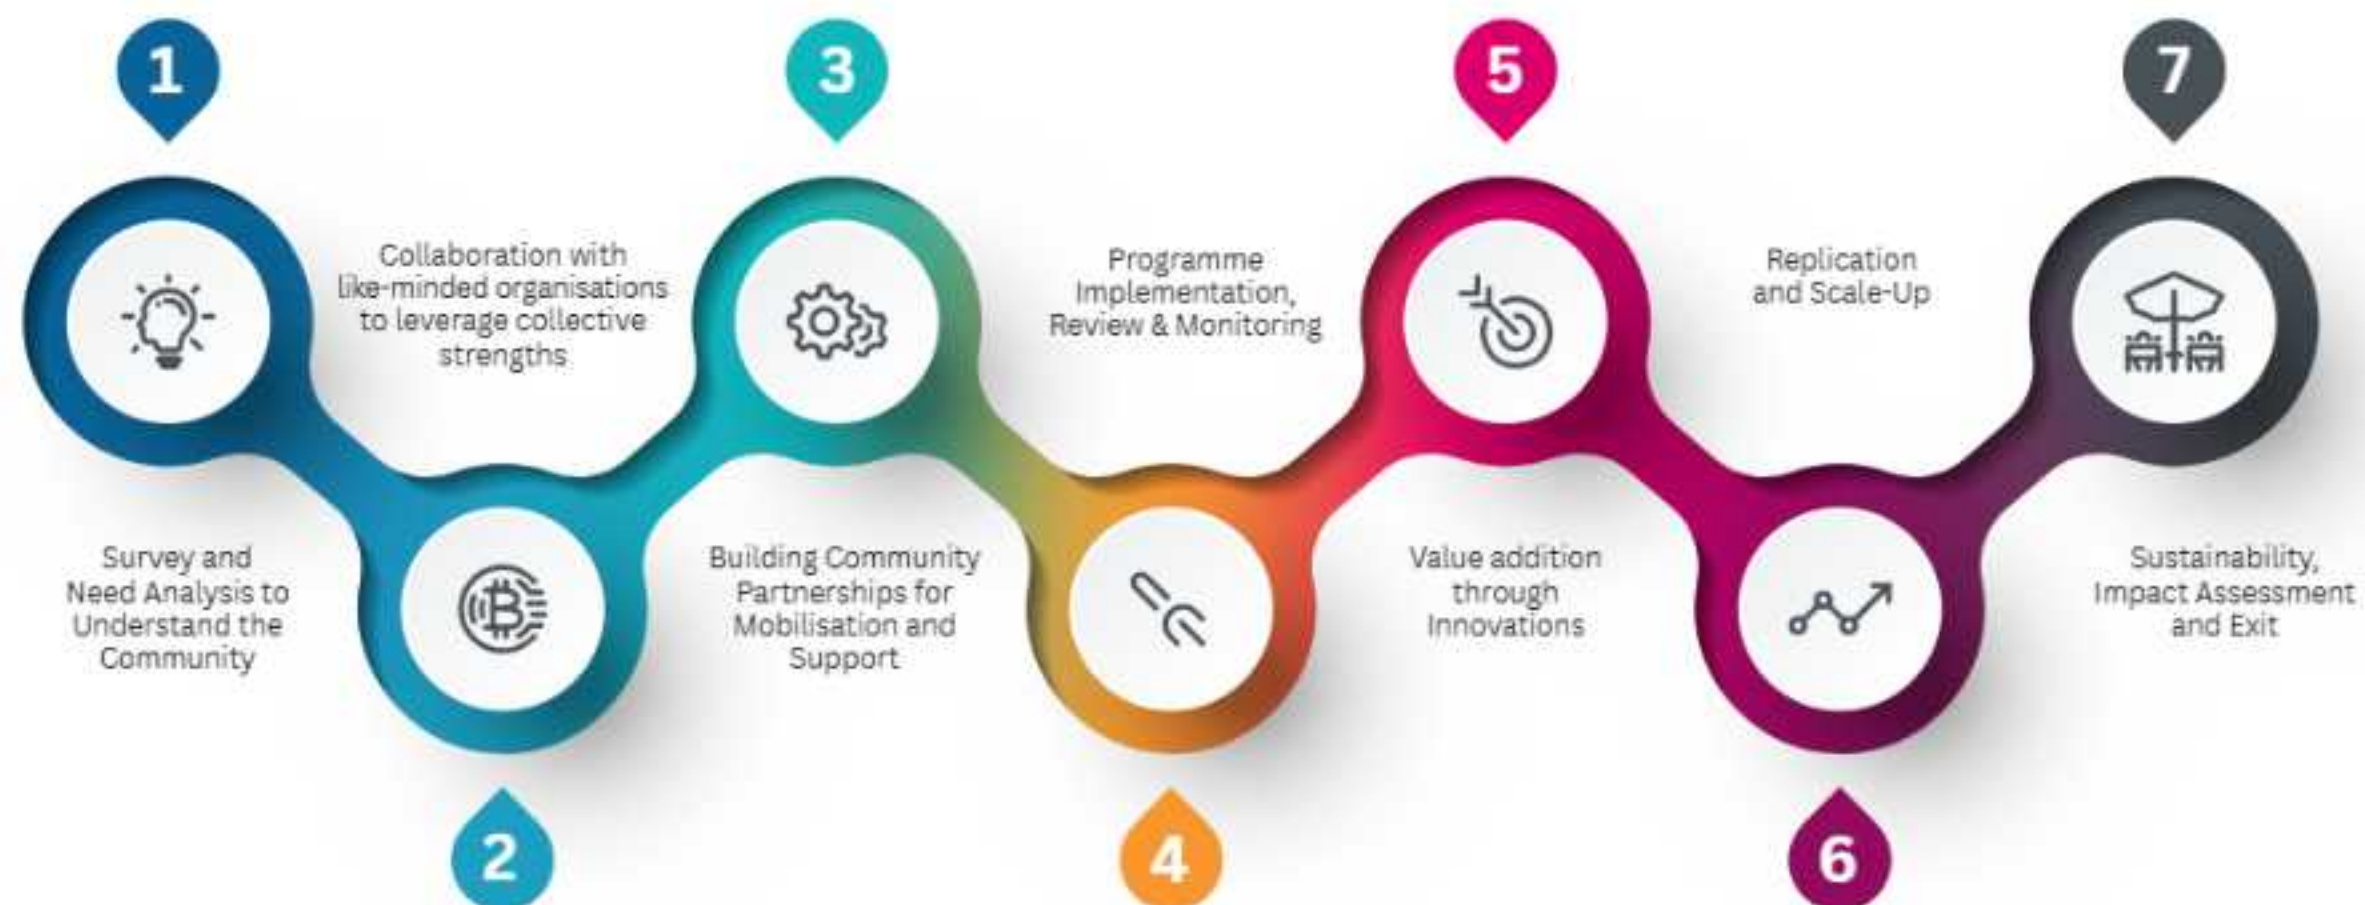 1
Survey and
Need Analysis to
Understand the
Community
2
Collaboration with
like-minded organisations
to leverage collective
strengths
3
Building Community
Partnerships for
Mobilisation and
Support
4
Programme
Implementation,
Review & Monitoring
5
Value addition
through
Innovations
6
Replication
and Scale-Up
7
Sustainability,
Impact Assessment
and Exit